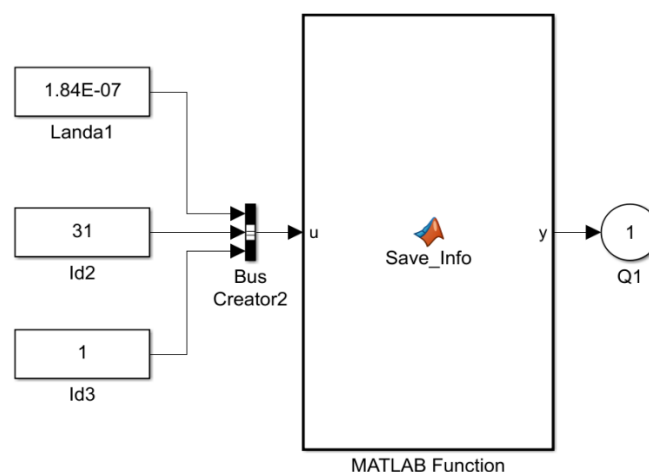 1.84E-07
Landa1
31
Id2
1
Id3
Bus
Creator2
u
Save_Info
y
MATLAB Function
1
Q1